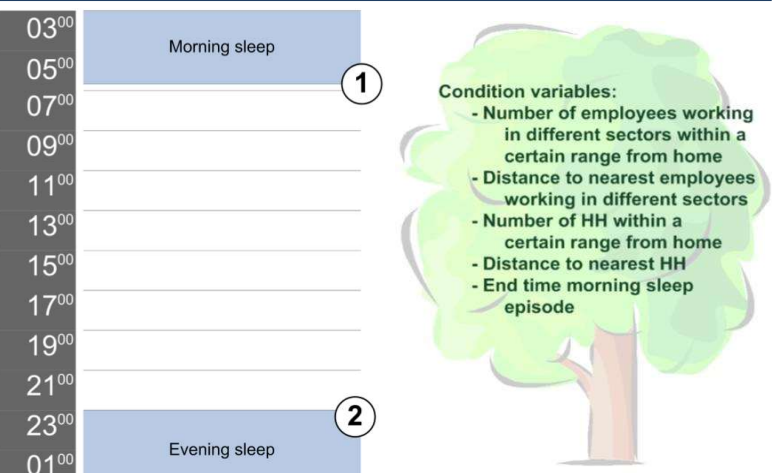 03⁰⁰
Morning sleep
05⁰⁰
1
07⁰⁰
09⁰⁰
11⁰⁰
13⁰⁰
15⁰⁰
17⁰⁰
19⁰⁰
21⁰⁰
23⁰⁰
2
Evening sleep
01⁰⁰
Condition variables:
- Number of employees working
in different sectors within a
certain range from home
- Distance to nearest employees
working in different sectors
- Number of HH within a
certain range from home
- Distance to nearest HH
- End time morning sleep
episode